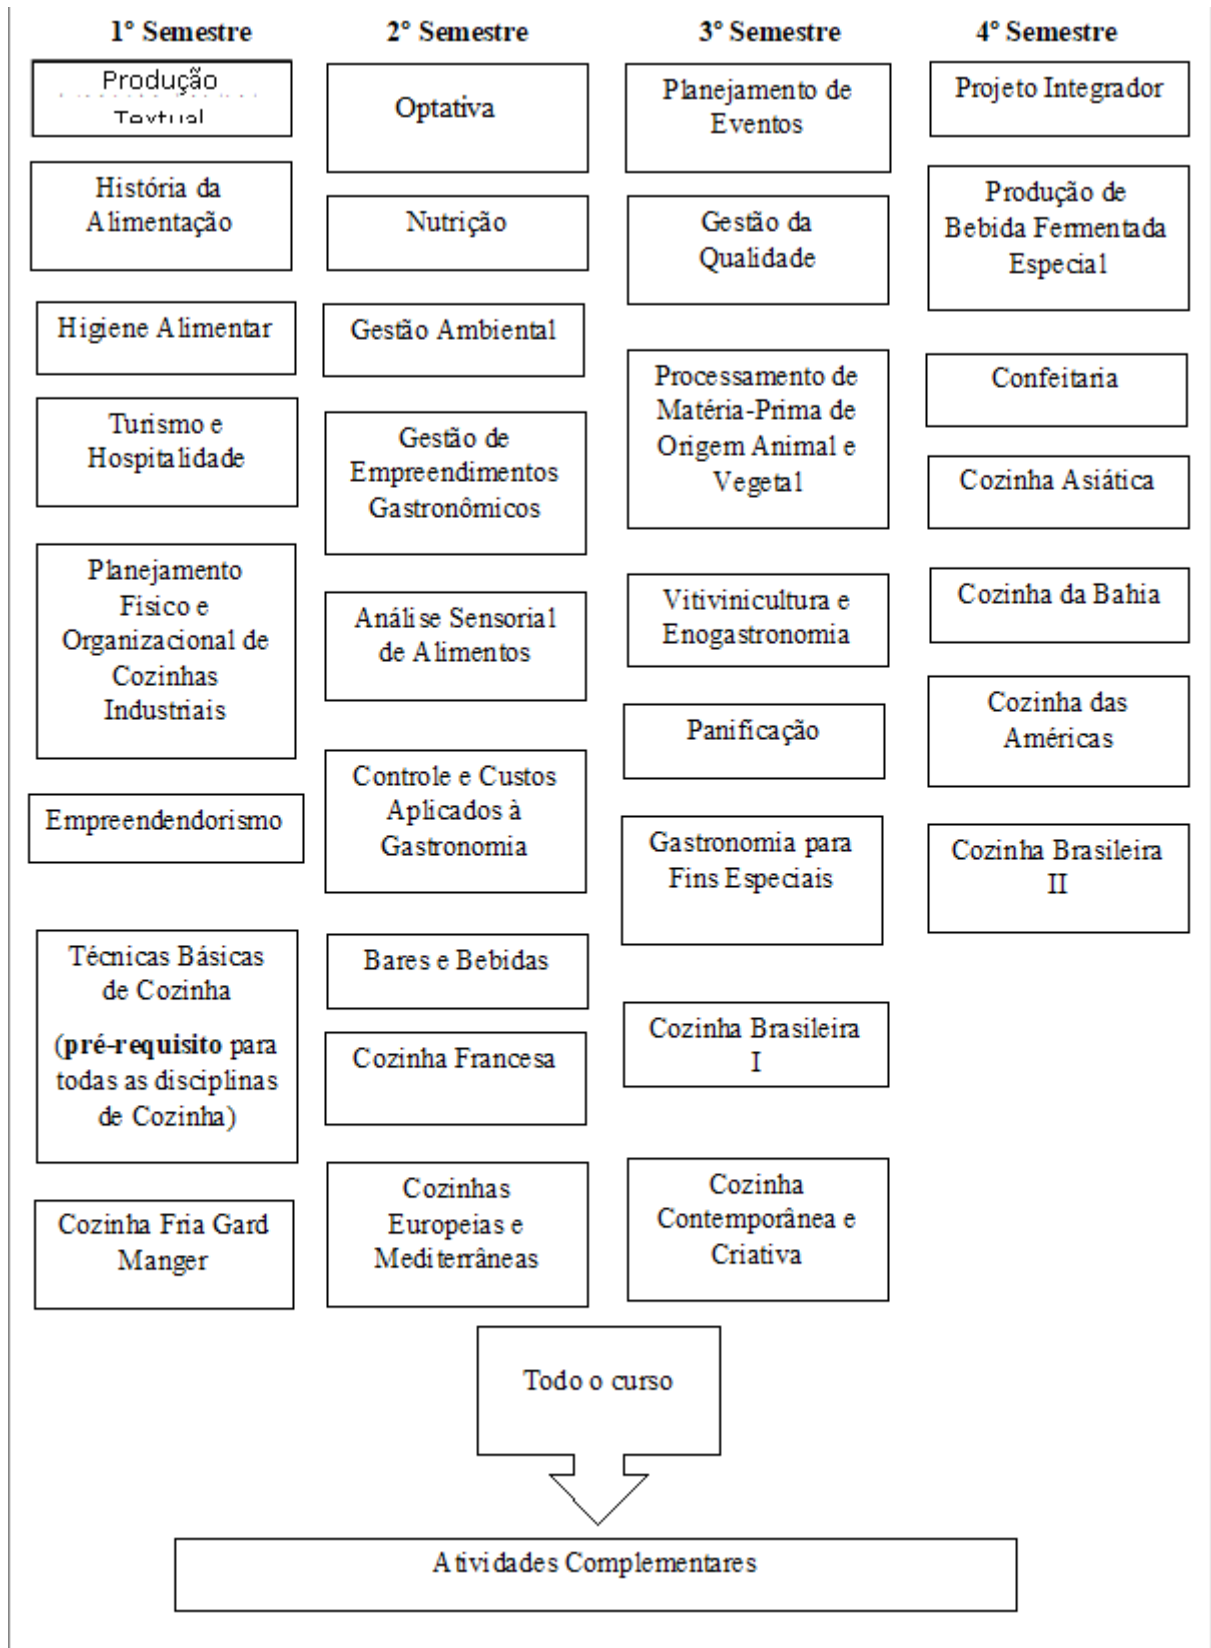 1° Semestre
Produção
Textual
História da
Alimentação
Higiene Alimentar
Turismo e
Hospitalidade
Planejamento
Físico e
Organizacional de
Cozinhas
Industriais
Empreendendorismo
Técnicas Básicas
de Cozinha
(pré-requisito para
todas as disciplinas
de Cozinha)
Cozinha Fria Gard
Manger
2° Semestre
Optativa
Nutrição
Gestão Ambiental
Gestão de
Empreendimentos
Gastronômicos
Análise Sensorial
de Alimentos
Controle e Custos
Aplicados à
Gastronomia
Bares e Bebidas
Cozinha Francesa
Cozinhas
Europeias e
Mediterrâneas
3° Semestre
Planejamento de
Eventos
Gestão da
Qualidade
Processamento de
Matéria-Prima de
Origem Animal e
Vegetal
Vitivinicultura e
Enogastronomia
Panificação
Gastronomia para
Fins Especiais
Cozinha Brasileira
I
Cozinha
Contemporânea e
Criativa
4° Semestre
Projeto Integrador
Produção de
Bebida Fermentada
Especial
Confeitaria
Cozinha Asiática
Cozinha da Bahia
Cozinha das
Américas
Cozinha Brasileira
II
Todo o curso
Atividades Complementares